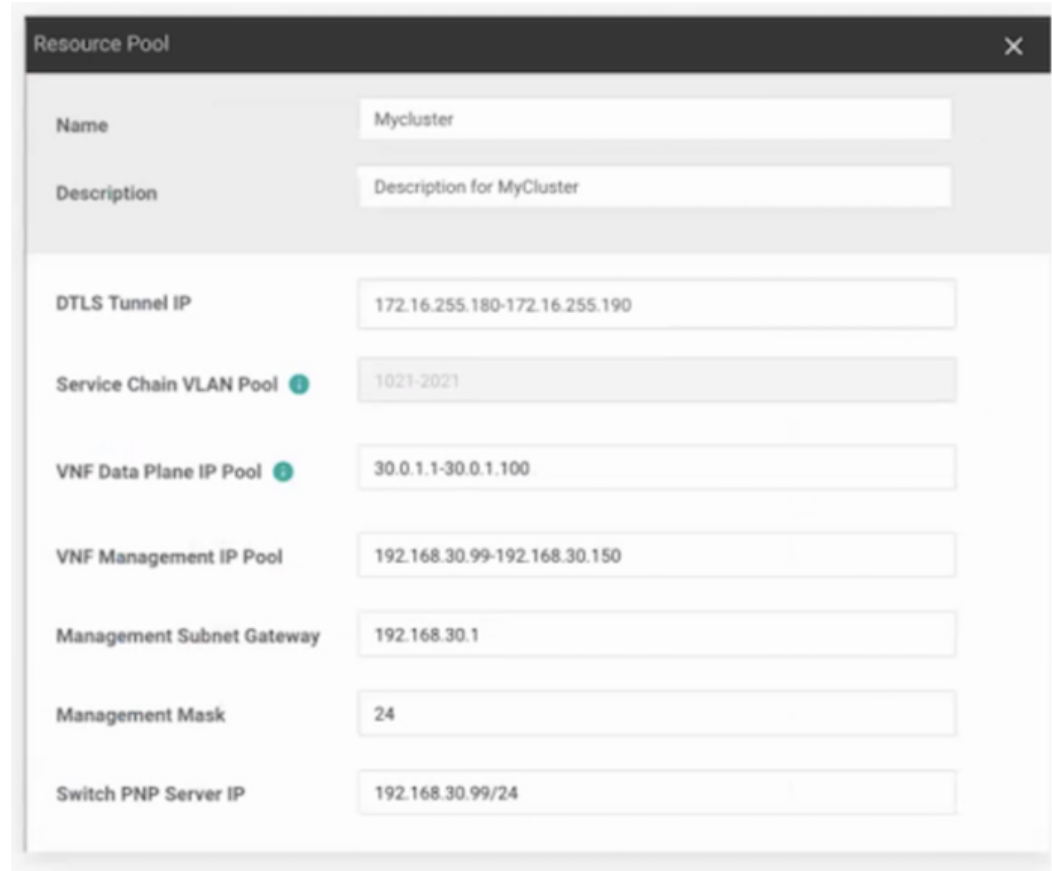 Resource Pool
Name Mycluster
Description Description for MyCluster
DTLS Tunnel IP 172.16.255.180-172.16.255.190
Service Chain VLAN Pool 1021-2021
VNF Data Plane IP Pool 30.0.1.1-30.0.1.100
VNF Management IP Pool 192.168.30.99-192.168.30.150
Management Subnet Gateway 192.168.30.1
Management Mask 24
Switch PNP Server IP 192.168.30.99/24